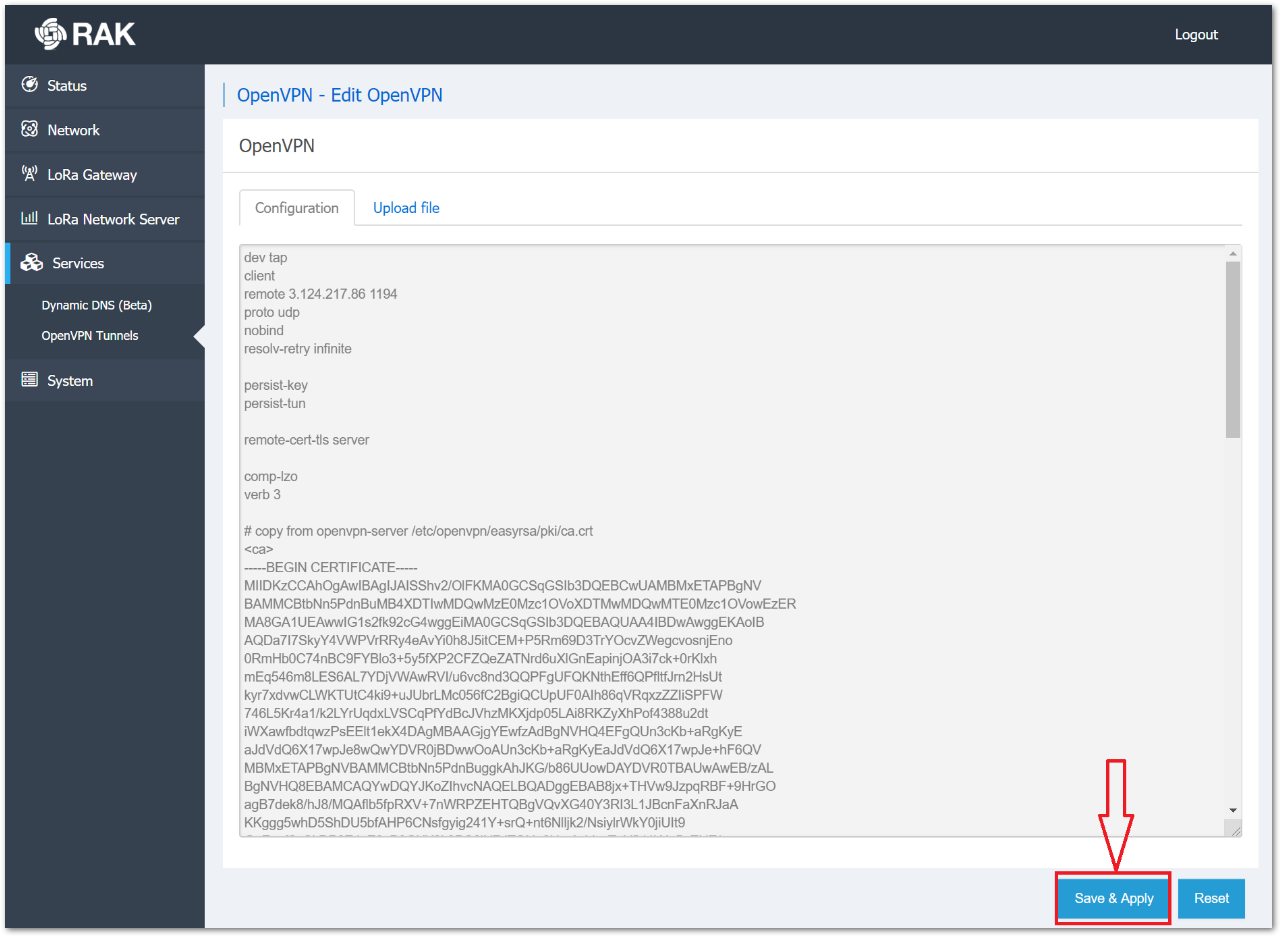 RAK
Logout
Status
Network
LoRa Gateway
LoRa Network Server
Services
Dynamic DNS (Beta)
OpenVPN Tunnels
System
OpenVPN - Edit OpenVPN
OpenVPN
Configuration
Upload file
dev tap
client
remote 3.124.217.86 1194
proto udp
nobind
resolv-retry infinite
persist-key
persist-tun
remote-cert-tls server
comp-lzo
verb 3
# copy from openvpn-server /etc/openvpn/easyrsa/pki/ca.crt
<ca>
-----BEGIN CERTIFICATE-----
MIIDKzCCAhOgAwIBAgIJAISShv2/OIFKMA0GCSqGSIb3DQEBCwUAMBMxETAPBgNV
BAMMCBtbNn5PdnBuMB4XDTIwMDQwMzE0Mzc1OVoXDTMwMDQwMTE0Mzc1OVowEzER
MA8GA1UEAwwIG1s2fk92cG4wggEiMA0GCSqGSIb3DQEBAQUAA4IBDwAwggEKAoIB
AQDa7I7SkyY4VWPVrRRy4eAvYi0h8J5itCEM+P5Rm69D3TrYOcvZWegcvosnjEno
0RmHb0C74nBC9FYBlo3+5y5fXP2CFZQeZATNrd6uXlGnEapinjOA3i7ck+0rKlxh
mEq546m8LES6AL7YDjVWAwRVI/u6vc8nd3QQPFgUFQKNthEff6QPfltfJrn2HsUt
kyr7xdvwCLWKTUtC4ki9+uJUbrLMc056fC2BgiQCUpUF0AIh86qVRqxzZZIiSPFW
746L5Kr4a1/k2LYrUqdxLVSCqPfYdBcJVhzMKXjdp05LAi8RKZyXhPof4388u2dt
iWXawfbdtqwzPsEElt1ekX4DAgMBAAGjgYEwfzAdBgNVHQ4EFgQUn3cKb+aRgKyE
aJdVdQ6X17wpJe8wQwYDVR0jBDwwOoAUn3cKb+aRgKyEaJdVdQ6X17wpJe+hF6QV
MBMxETAPBgNVBAMMCBtbNn5PdnBuggkAhJKG/b86UUowDAYDVR0TBAUwAwEB/zAL
BgNVHQ8EBAMCAQYwDQYJKoZIhvcNAQELBQADggEBAB8jx+THVw9JzpqRBF+9HrGO
agB7dek8/hJ8/MQAflb5fpRXV+7nWRPZEHTQBgVQvXG40Y3RI3L1JBcnFaXnRJaA
KKggg5whD5ShDU5bfAHP6CNsfgyig241Y+srQ+nt6NIljk2/NsiylrWkY0jiUIt9
Save & Apply
Reset